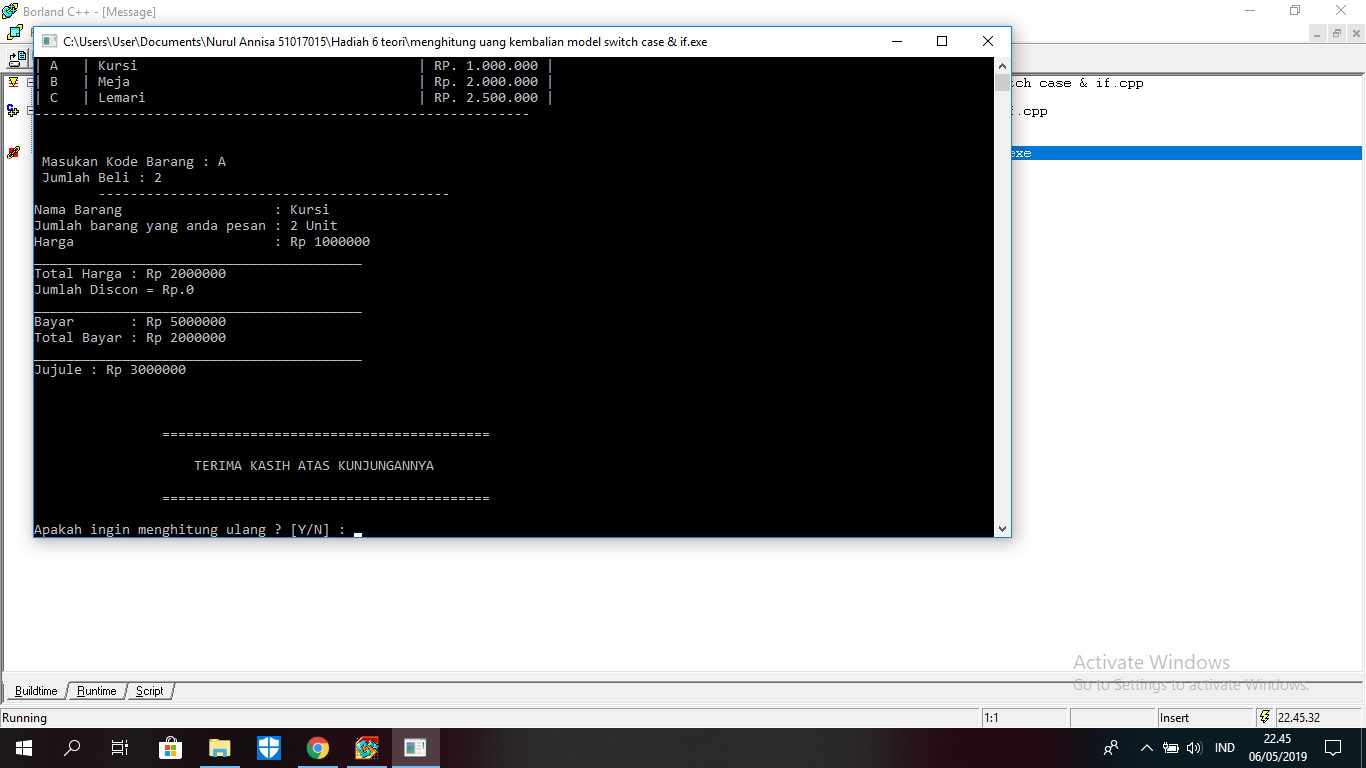 Borland C++ - [Message]
C:\Users\User\Documents\Nurul Annisa 51017015\Hadiah 6 teori\menghitung uang kembalian model switch case & if.exe
| A | Kursi | RP. 1.000.000 |
| B | Meja | Rp. 2.000.000 |
| C | Lemari | RP. 2.500.000 |
--------------------------------------------------------------
Masukan Kode Barang : A
Jumlah Beli : 2
--------------------------------------------
Nama Barang : Kursi
Jumlah barang yang anda pesan : 2 Unit
Harga : Rp 1000000
_________________________________________
Total Harga : Rp 2000000
Jumlah Discon = Rp.0
_________________________________________
Bayar : Rp 5000000
Total Bayar : Rp 2000000
_________________________________________
Jujule : Rp 3000000
=========================================
TERIMA KASIH ATAS KUNJUNGANNYA
=========================================
Apakah ingin menghitung ulang ? [Y/N] :
case & if.cpp
.cpp
exe
Activate Windows
Go to Settings to activate Windows.
Buildtime Runtime Script
Running 1:1 Insert 22.45.32
IND 22.45
06/05/2019